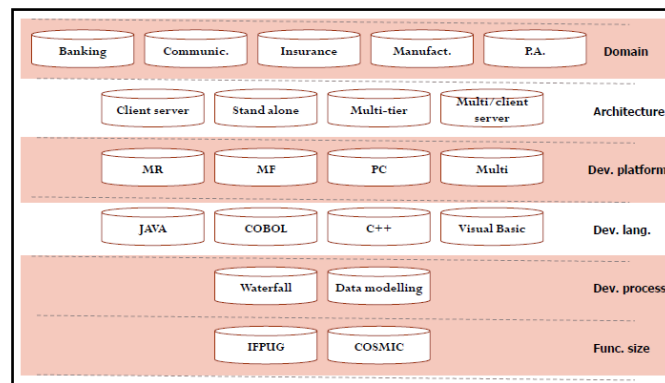 Banking Communic. Insurance Manufact. P.A. Domain
Client server Stand alone Multi-tier Multi/client server Architecture
MR MF PC Multi Dev. platform
JAVA COBOL C++ Visual Basic Dev. lang.
Waterfall Data modelling Dev. process
IFPUG COSMIC Func. size